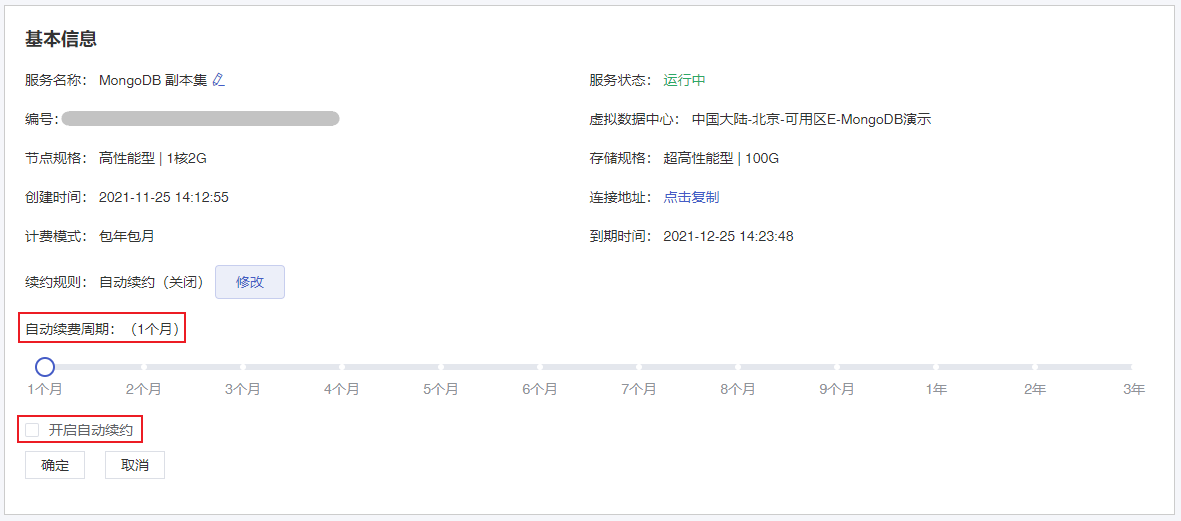 基本信息
服务名称： MongoDB 副本集 服务状态： 运行中
编号: 虚拟数据中心： 中国大陆-北京-可用区E-MongoDB演示
节点规格： 高性能型 | 1核2G 存储规格： 超高性能型 | 100G
创建时间： 2021-11-25 14:12:55 连接地址： 点击复制
计费模式： 包年包月 到期时间： 2021-12-25 14:23:48
续约规则： 自动续约（关闭） 修改
自动续费周期：（1个月）
1个月 2个月 3个月 4个月 5个月 6个月 7个月 8个月 9个月 1年 2年 3年
开启自动续约
确定 取消